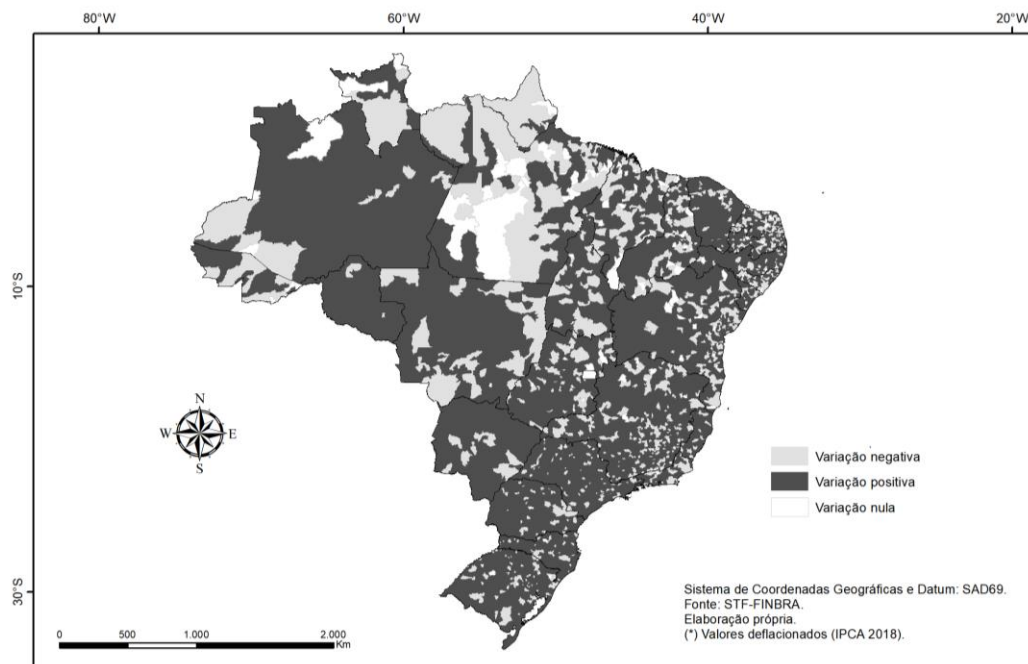 80°W 60°W 40°W 20°W
10°S
30°S
N
W E
S
Variação negativa
Variação positiva
Variação nula
Sistema de Coordenadas Geográficas e Datum: SAD69.
Fonte: STF-FINBRA.
Elaboração própria.
(*) Valores deflacionados (IPCA 2018).
0 500 1.000 2.000
Km